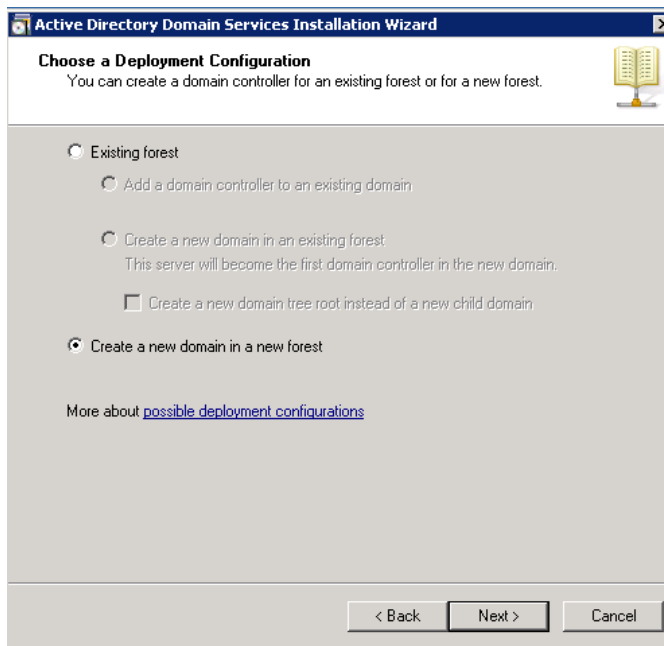 Active Directory Domain Services Installation Wizard
Choose a Deployment Configuration
You can create a domain controller for an existing forest or for a new forest.
Existing forest
Add a domain controller to an existing domain
Create a new domain in an existing forest
This server will become the first domain controller in the new domain.
Create a new domain tree root instead of a new child domain
Create a new domain in a new forest
More about possible deployment configurations
< Back Next > Cancel